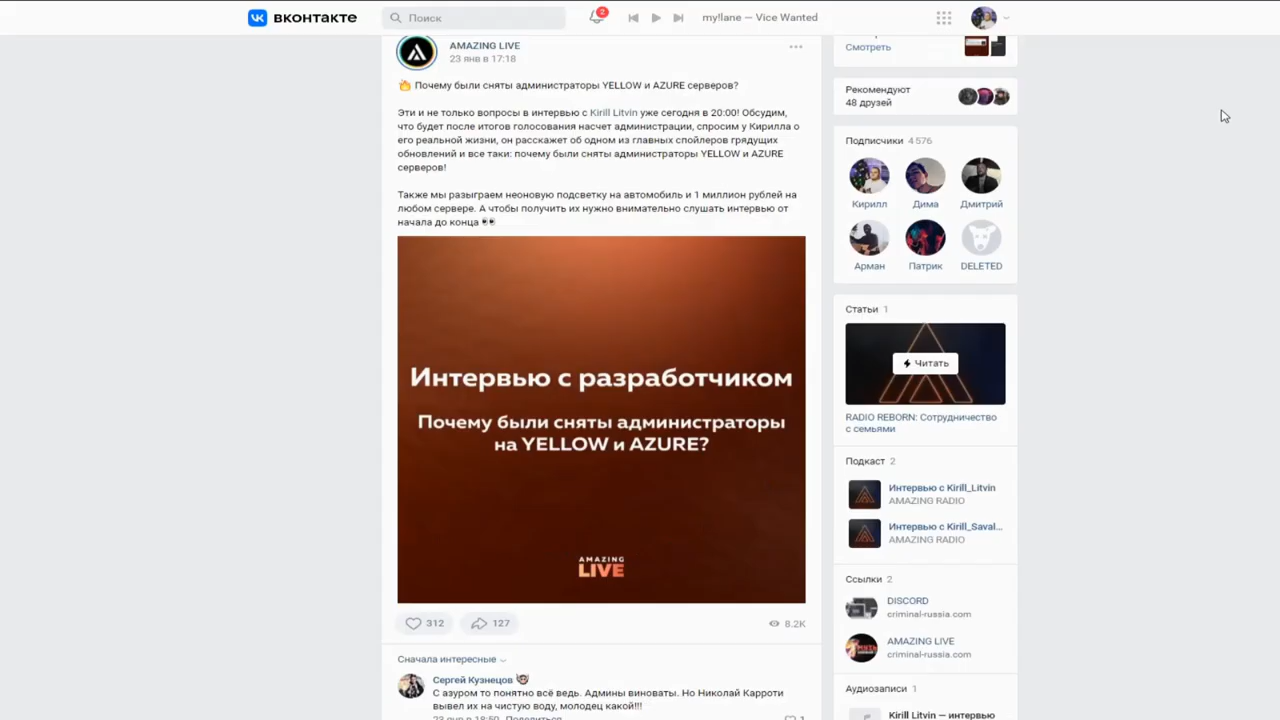 вконтакте
Поиск
2
my!lane — Vice Wanted
AMAZING LIVE
23 янв в 17:18
Почему были сняты администраторы YELLOW и AZURE серверов?
Эти и не только вопросы в интервью с Kirill Litvin уже сегодня в 20:00! Обсудим,
что будет после итогов голосования насчет администрации, спросим у Кирилла о
его реальной жизни, он расскажет об одном из главных спойлеров грядущих
обновлений и все таки: почему были сняты администраторы YELLOW и AZURE
серверов!
Также мы разыграем неоновую подсветку на автомобиль и 1 миллион рублей на
любом сервере. А чтобы получить их нужно внимательно слушать интервью от
начала до конца
Интервью с разработчиком
Почему были сняты администраторы
на YELLOW и AZURE?
AMAZING
LIVE
312
127
8.2K
Сначала интересные
Сергей Кузнецов
С азуром то понятно всё ведь. Админы виноваты. Но Николай Карроти
вывел их на чистую воду, молодец какой!!!
23 янв в 18:50 Поделиться
1
Смотреть
Рекомендуют
48 друзей
Подписчики 4 576
Кирилл
Дима
Дмитрий
Арман
Патрик
DELETED
Статьи 1
Читать
RADIO REBORN: Сотрудничество
с семьями
Подкаст 2
Интервью с Kirill_Litvin
AMAZING RADIO
Интервью с Kirill_Saval...
AMAZING RADIO
Ссылки 2
DISCORD
criminal-russia.com
AMAZING LIVE
criminal-russia.com
Аудиозаписи 1
Kirill Litvin — интервью